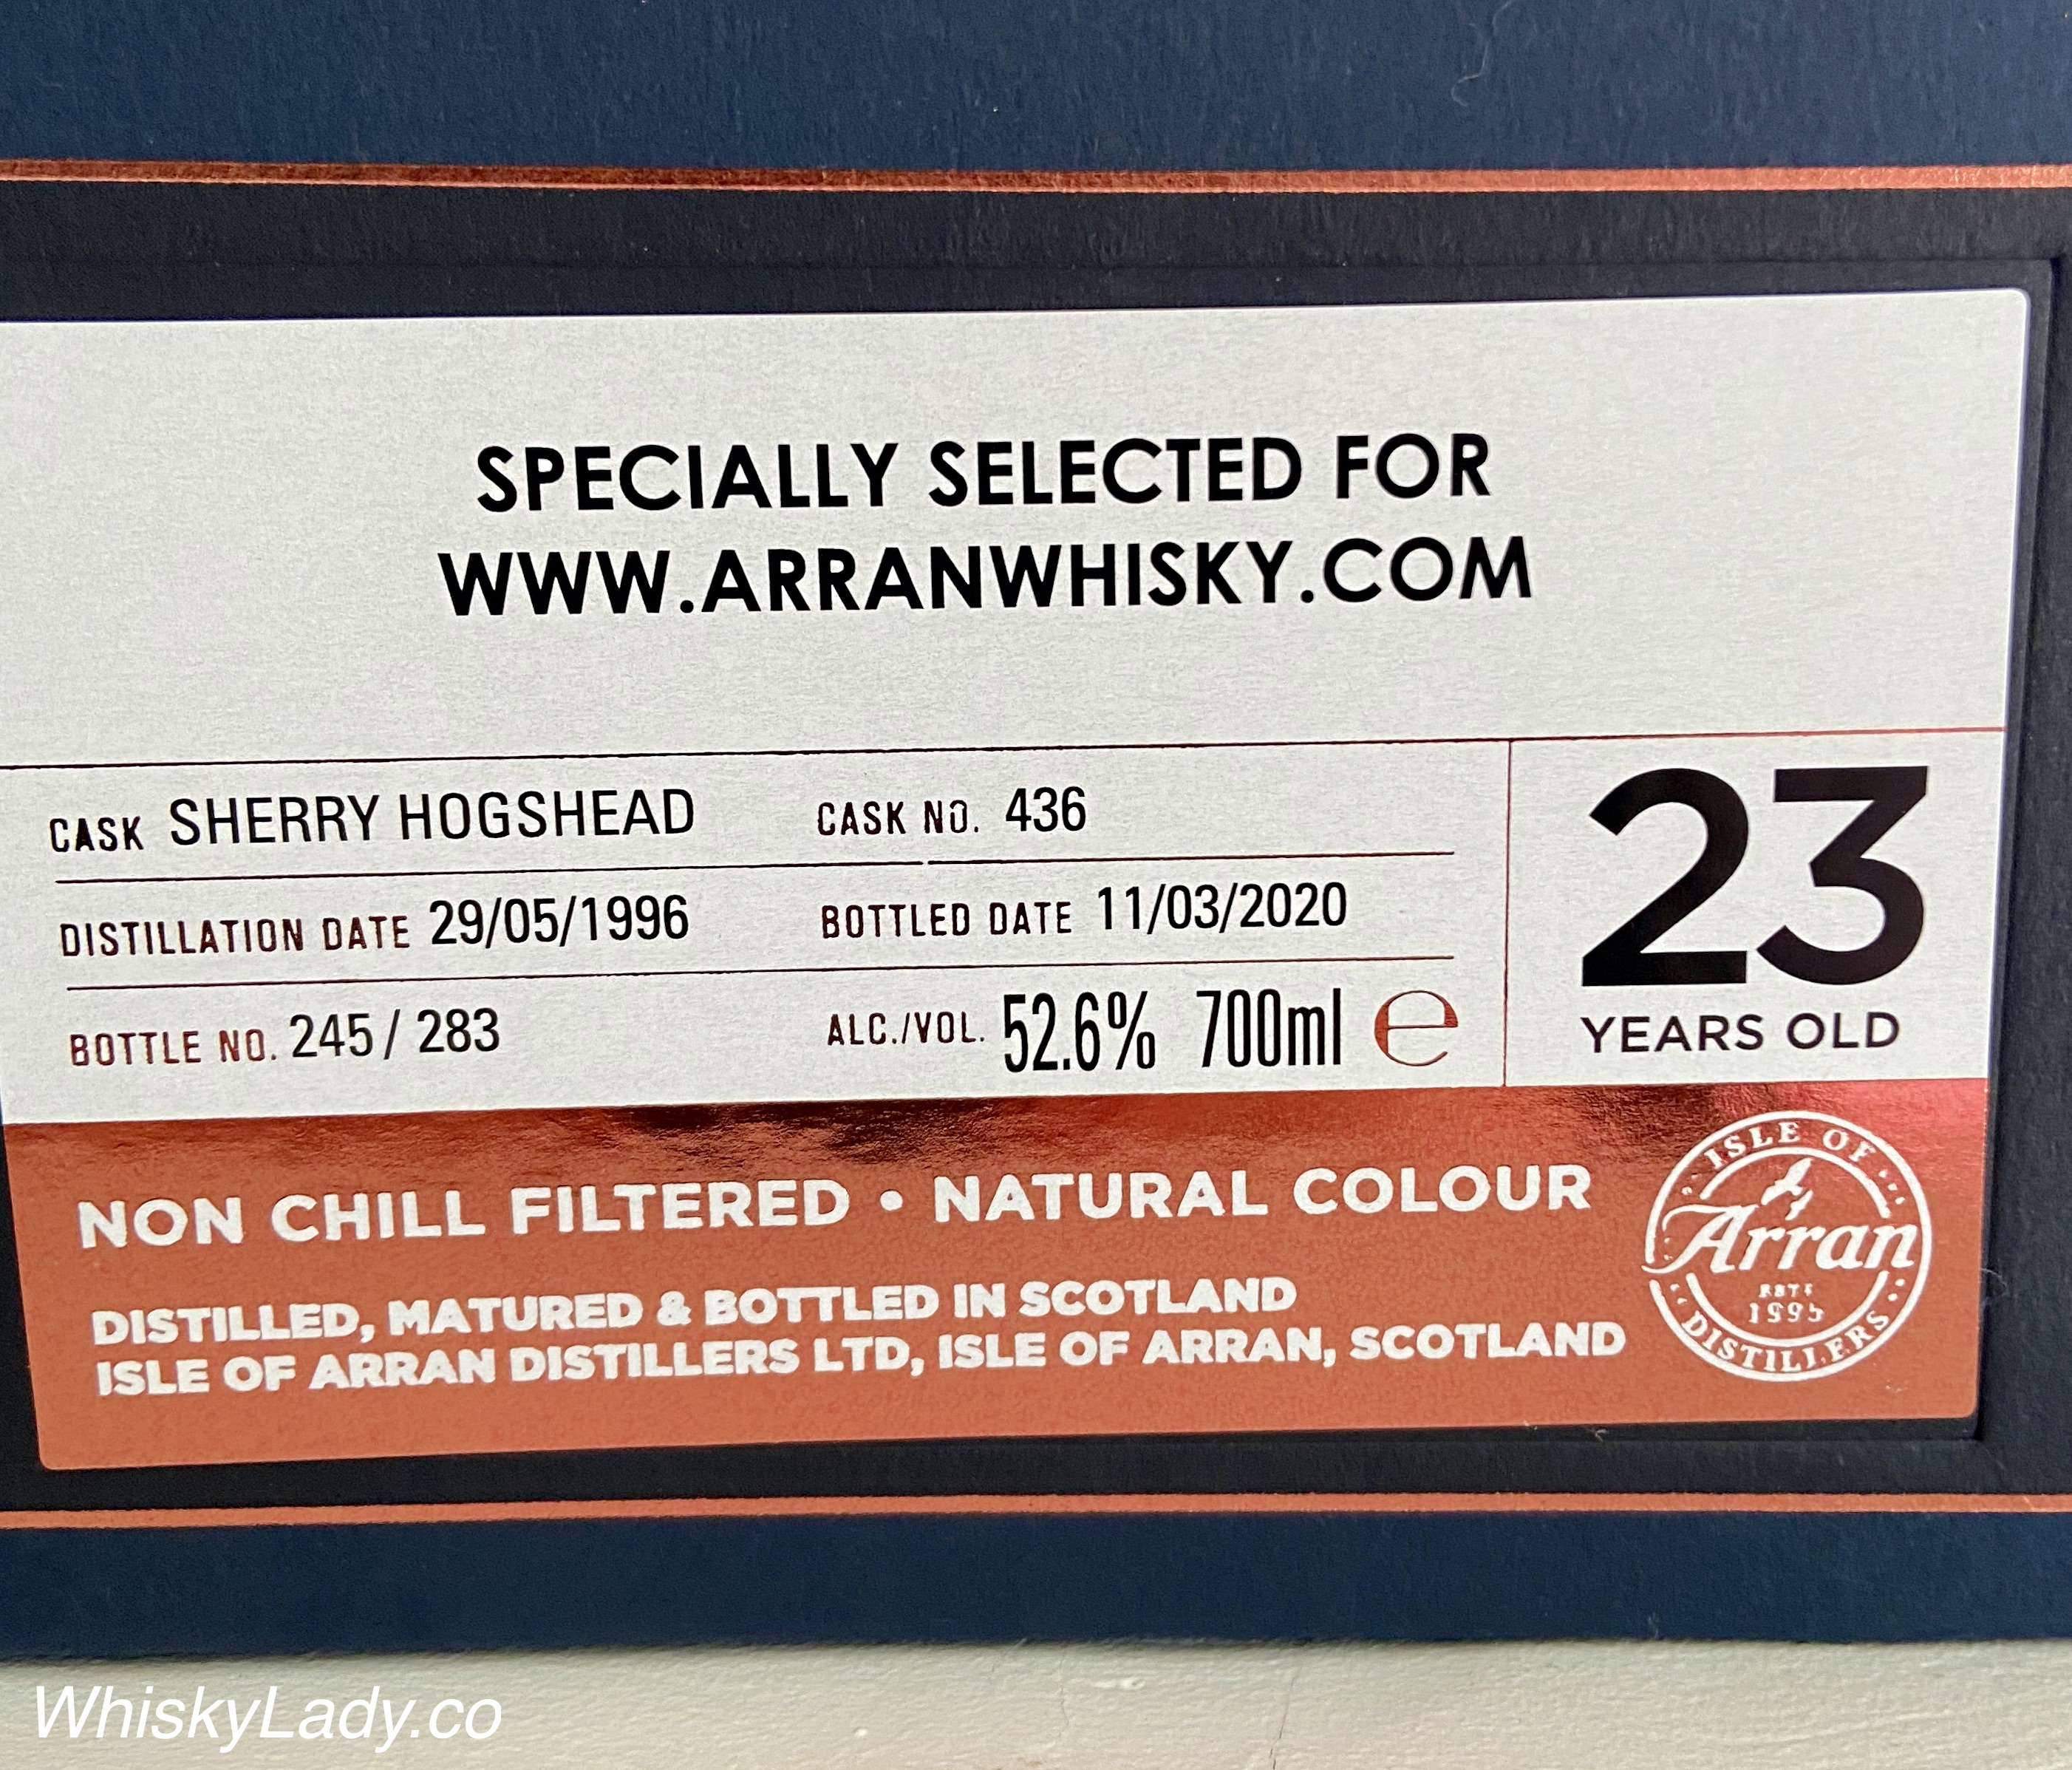 SPECIALLY SELECTED FOR
WWW.ARRANWHISKY.COM
CASK SHERRY HOGSHEAD
CASK NO. 436
DISTILLATION DATE 29/05/1996
BOTTLED DATE 11/03/2020
BOTTLE NO. 245 / 283
ALC./VOL. 52.6% 700ml e
23
YEARS OLD
NON CHILL FILTERED • NATURAL COLOUR
DISTILLED, MATURED & BOTTLED IN SCOTLAND
ISLE OF ARRAN DISTILLERS LTD, ISLE OF ARRAN, SCOTLAND
ISLE OF
Arran
ESTD
1995
DISTILLERS
WhiskyLady.co